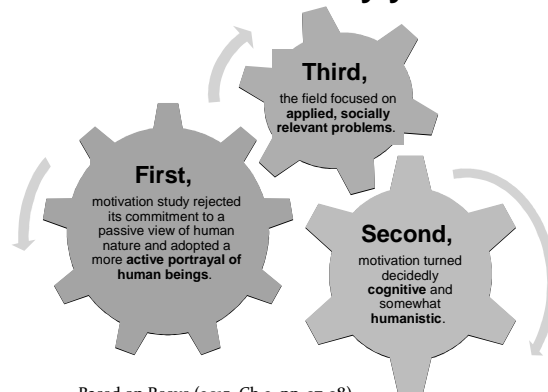 First,
motivation study rejected
its commitment to a
passive view of human
nature and adopted a
more active portrayal of
human beings.
Second,
motivation turned
decidedly
cognitive and
somewhat
humanistic.
Third,
the field focused on
applied, socially
relevant problems.